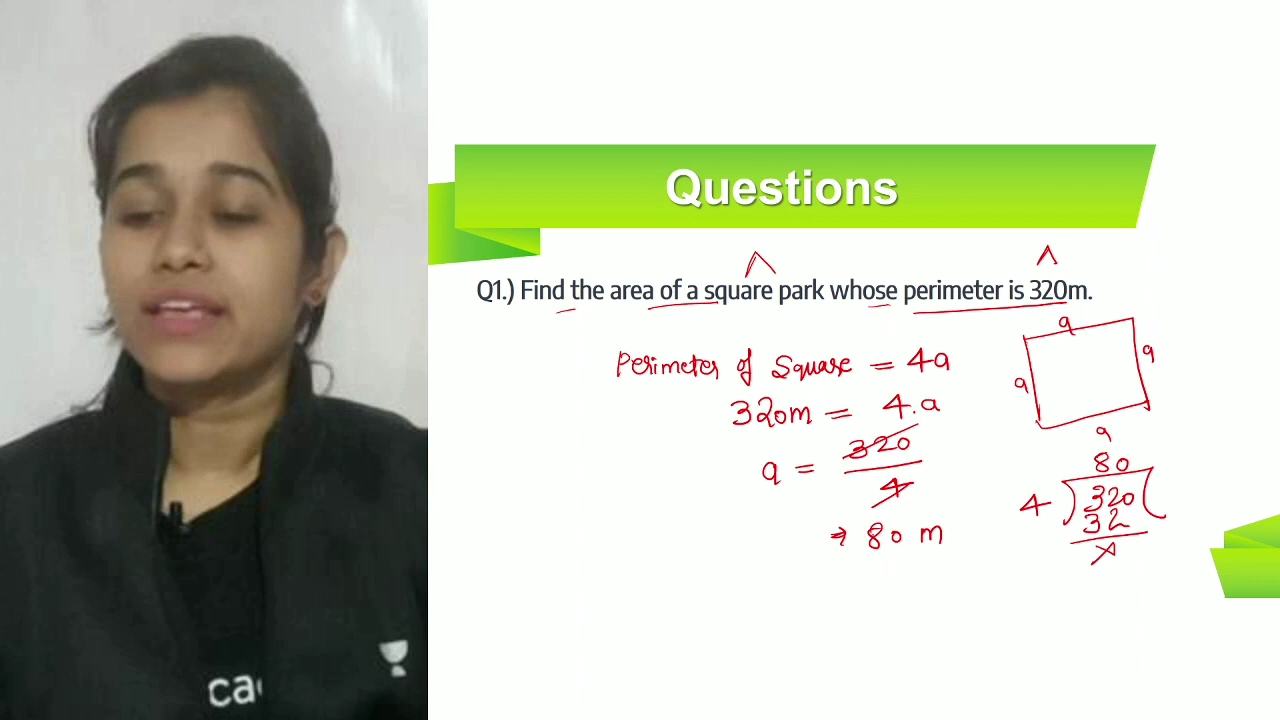 Questions
Q1.) Find the area of a square park whose perimeter is 320m.
Perimeter of Square = 4a
320m = 4.a
a = 320
4
→ 80 m
a
a
a
a
80
4 ) 320 (
32
x
cad